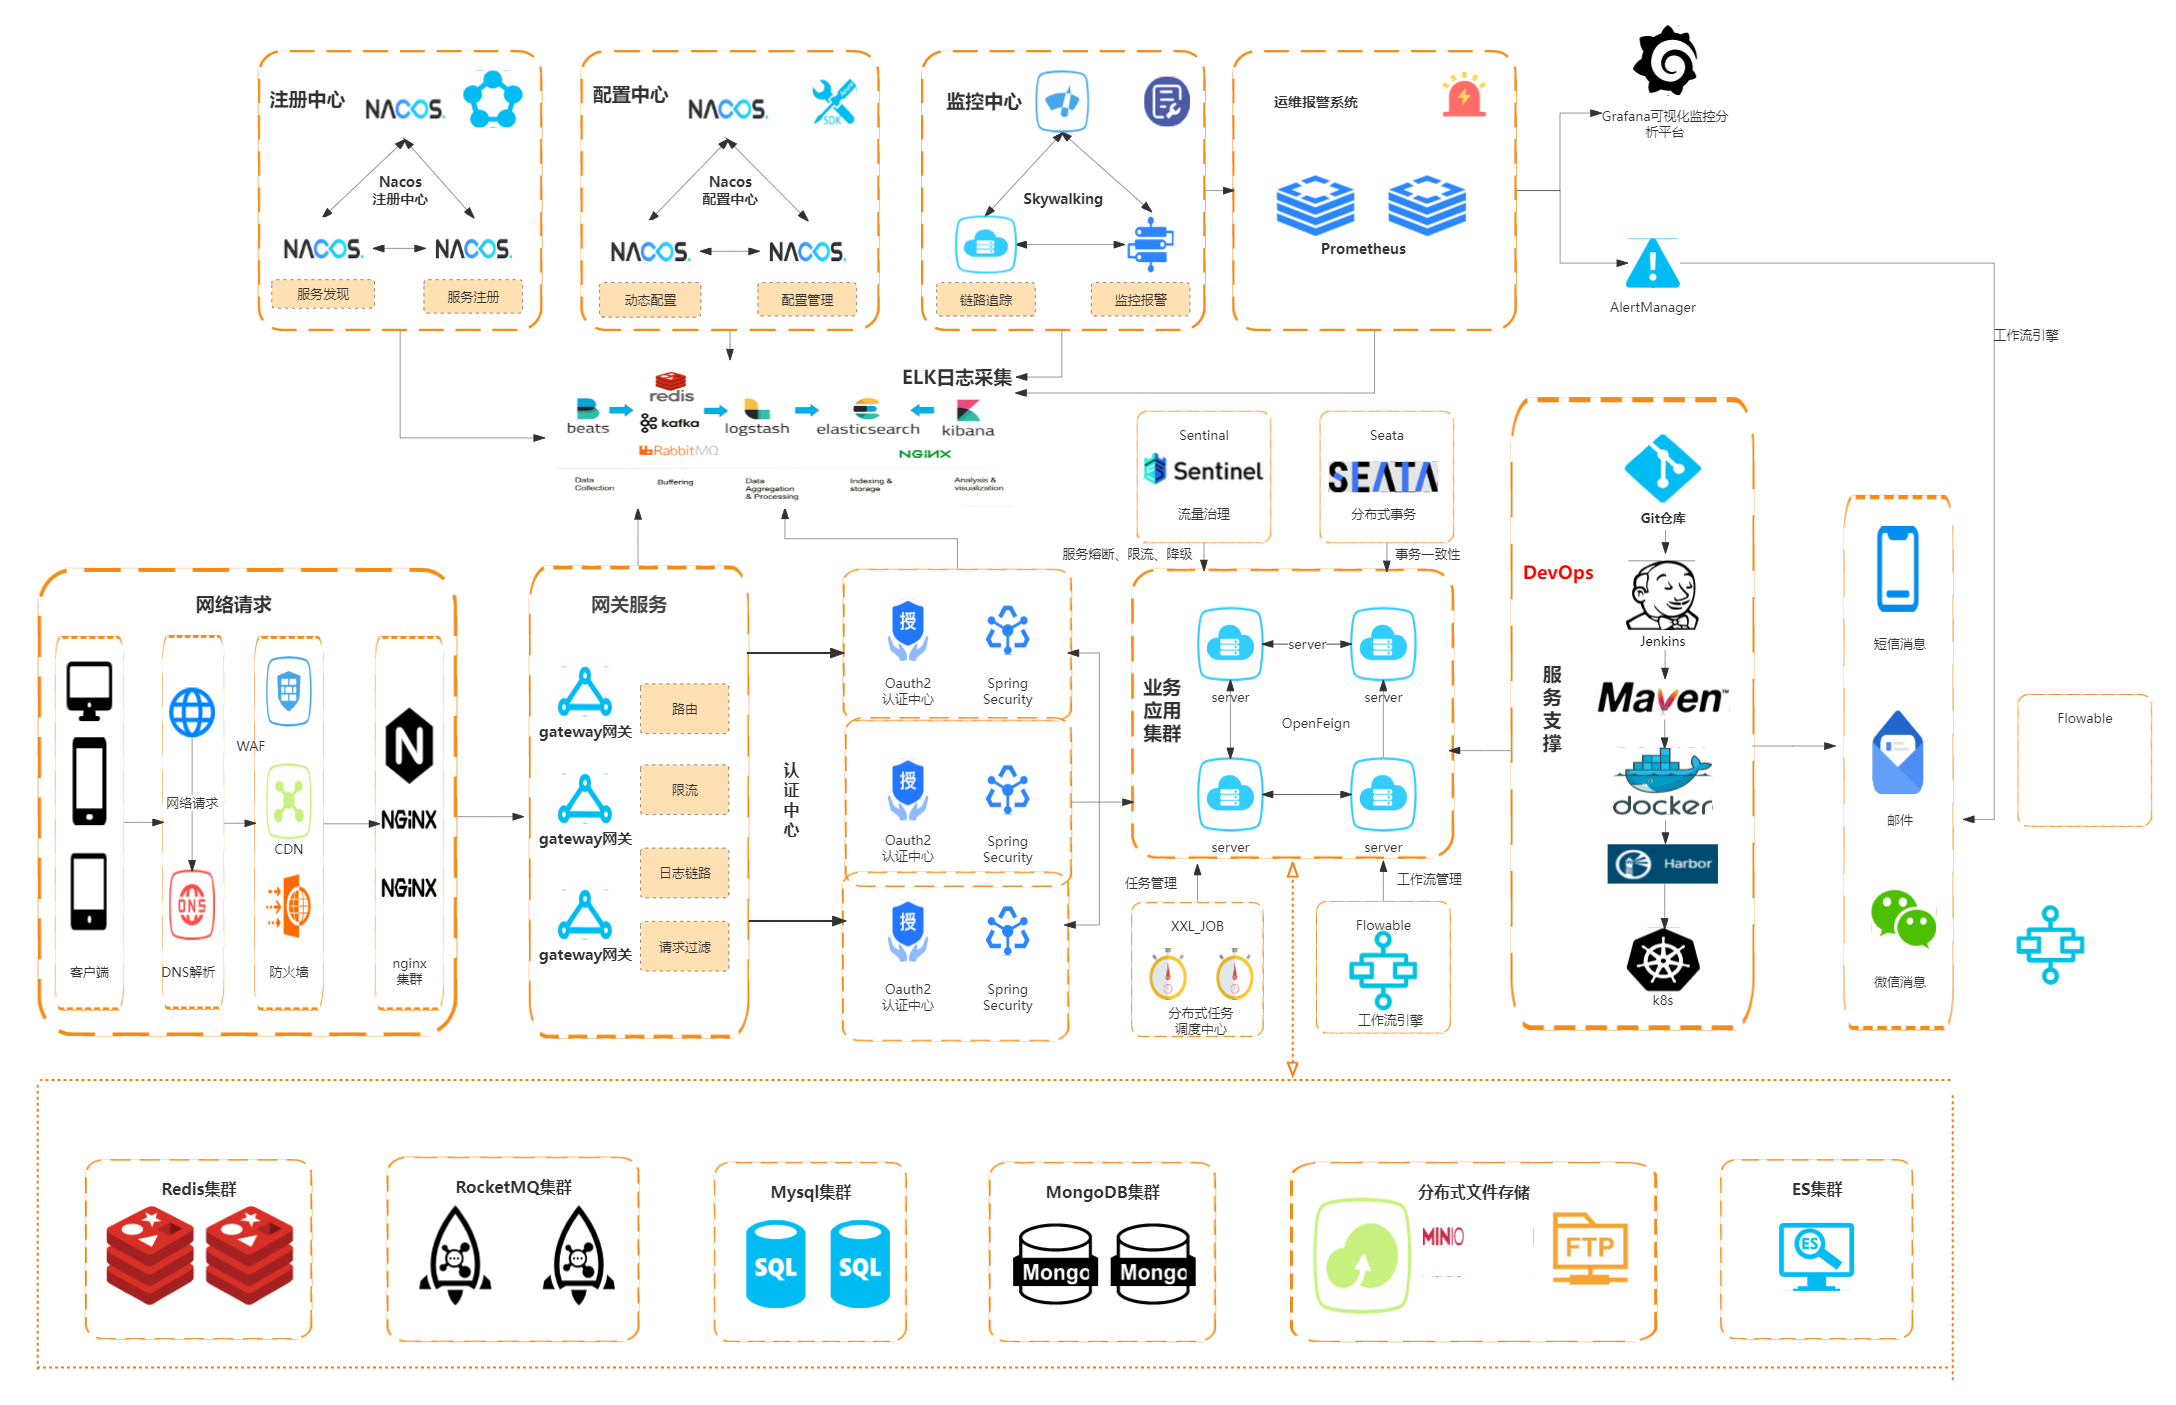 注册中心
NACOS.
Nacos
注册中心
NACOS.
NACOS.
服务发现
服务注册
配置中心
NACOS.
SDK
Nacos
配置中心
NACOS.
NACOS.
动态配置
配置管理
监控中心
Skywalking
链路追踪
监控报警
运维报警系统
Prometheus
Grafana可视化监控分
析平台
AlertManager
工作流引擎
ELK日志采集
redis
beats
kafka
logstash
elasticsearch
kibana
RabbitMQ
NGINX
Data
Collection
Buffering
Data
Aggregation
& Processing
Indexing &
storage
Analysis &
visualization
Sentinal
Sentinel
流量治理
服务熔断、限流、降级
Seata
SEATA
分布式事务
事务一致性
网络请求
客户端
网络请求
DNS
DNS解析
WAF
CDN
防火墙
N
NGINX
NGINX
nginx
集群
网关服务
gateway网关
gateway网关
gateway网关
路由
限流
日志链路
请求过滤
认
证
中
心
授
Oauth2
认证中心
Spring
Security
授
Oauth2
认证中心
Spring
Security
授
Oauth2
认证中心
Spring
Security
业务
应用
集群
server
server
server
OpenFeign
server
server
任务管理
XXL_JOB
分布式任务
调度中心
工作流管理
Flowable
工作流引擎
DevOps
服
务
支
撑
Git仓库
Jenkins
Maven™
docker
Harbor
k8s
短信消息
邮件
微信消息
Flowable
Redis集群
RocketMQ集群
Mysql集群
SQL
SQL
MongoDB集群
Mongo
Mongo
分布式文件存储
MINIO
FTP
ES集群
ES